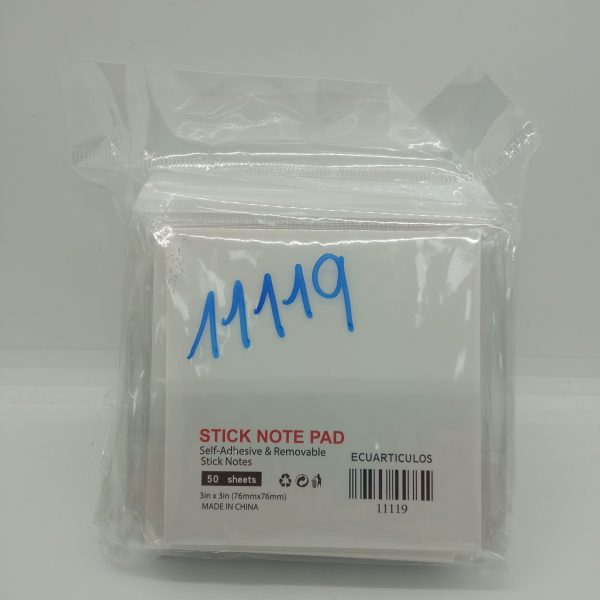 11119
STICK NOTE PAD
Self-Adhesive & Removable
Stick Notes
50 sheets
3in x 3in (76mmx76mm)
MADE IN CHINA
ECUARTICULOS
11119